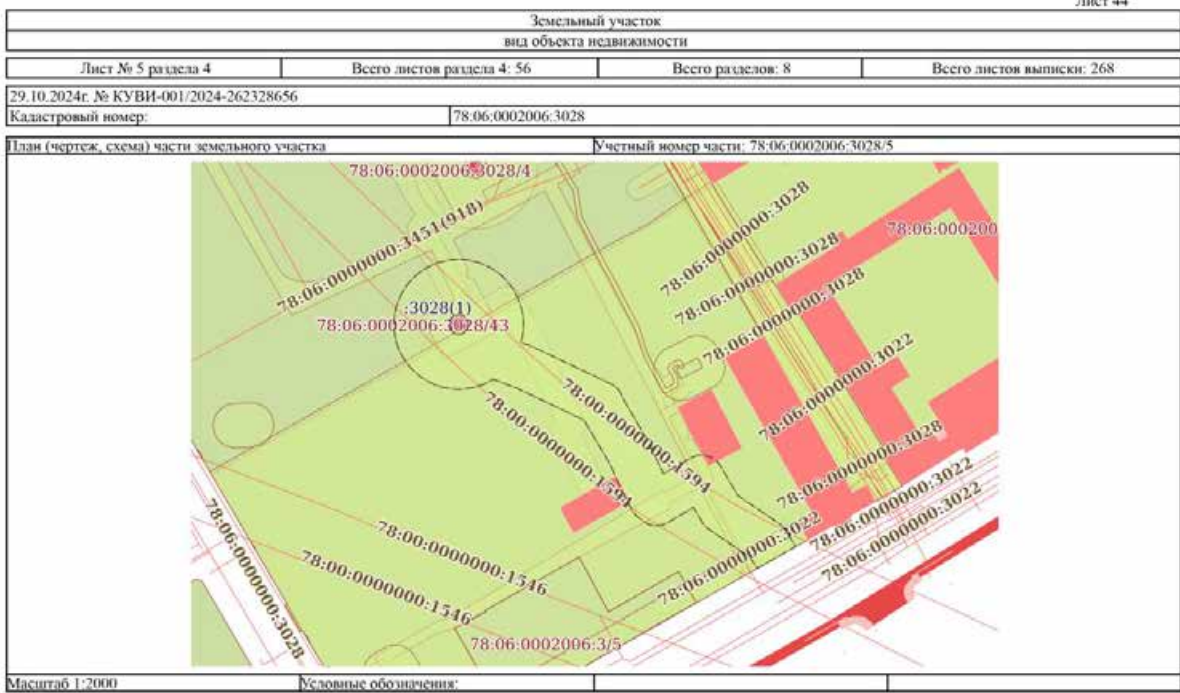 Лист 44
Земельный участок
вид объекта недвижимости
Лист № 5 раздела 4 Всего листов раздела 4: 56 Всего разделов: 8 Всего листов выписки: 268
29.10.2024г. № КУВИ-001/2024-262328656
Кадастровый номер: 78:06:0002006:3028
План (чертеж, схема) части земельного участка Учетный номер части: 78:06:0002006:3028/5
78:06:0002006:3028/4
78:06:0000000:3451(918)
78:06:0000000:3028
78:06:000200
78:06:0000000:3028
:3028(1)
78:06:0002006:3028/43
78:06:0000000:3028
78:06:0000000:3022
78:00:0000000:1594
78:00:0000000:1594
78:06:0000000:3028
78:06:0000000:3022
78:06:0000000:3022
78:06:0000000:3022
78:06:0000000:3028
78:00:0000000:1546
78:00:0000000:1546
78:06:0002006:3/5
Масштаб 1:2000 Условные обозначения: